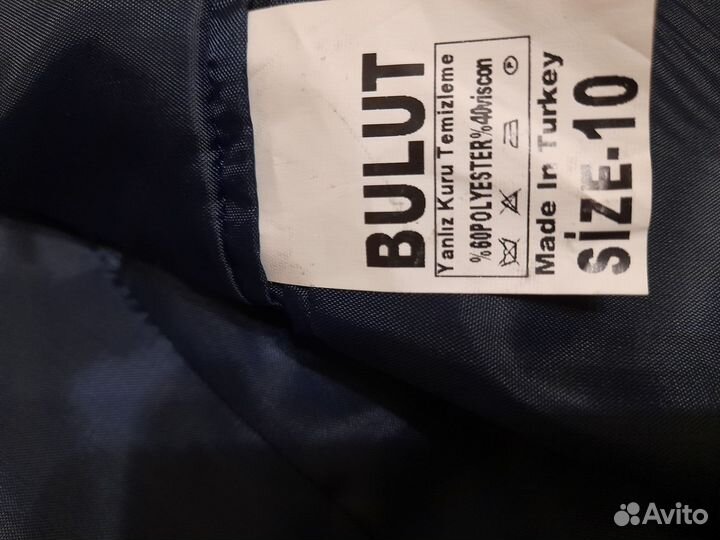 BULUT
Yanlız Kuru Temizleme
%60POLYESTER%40viscon
P
Made In Turkey
SİZE-10
Avito